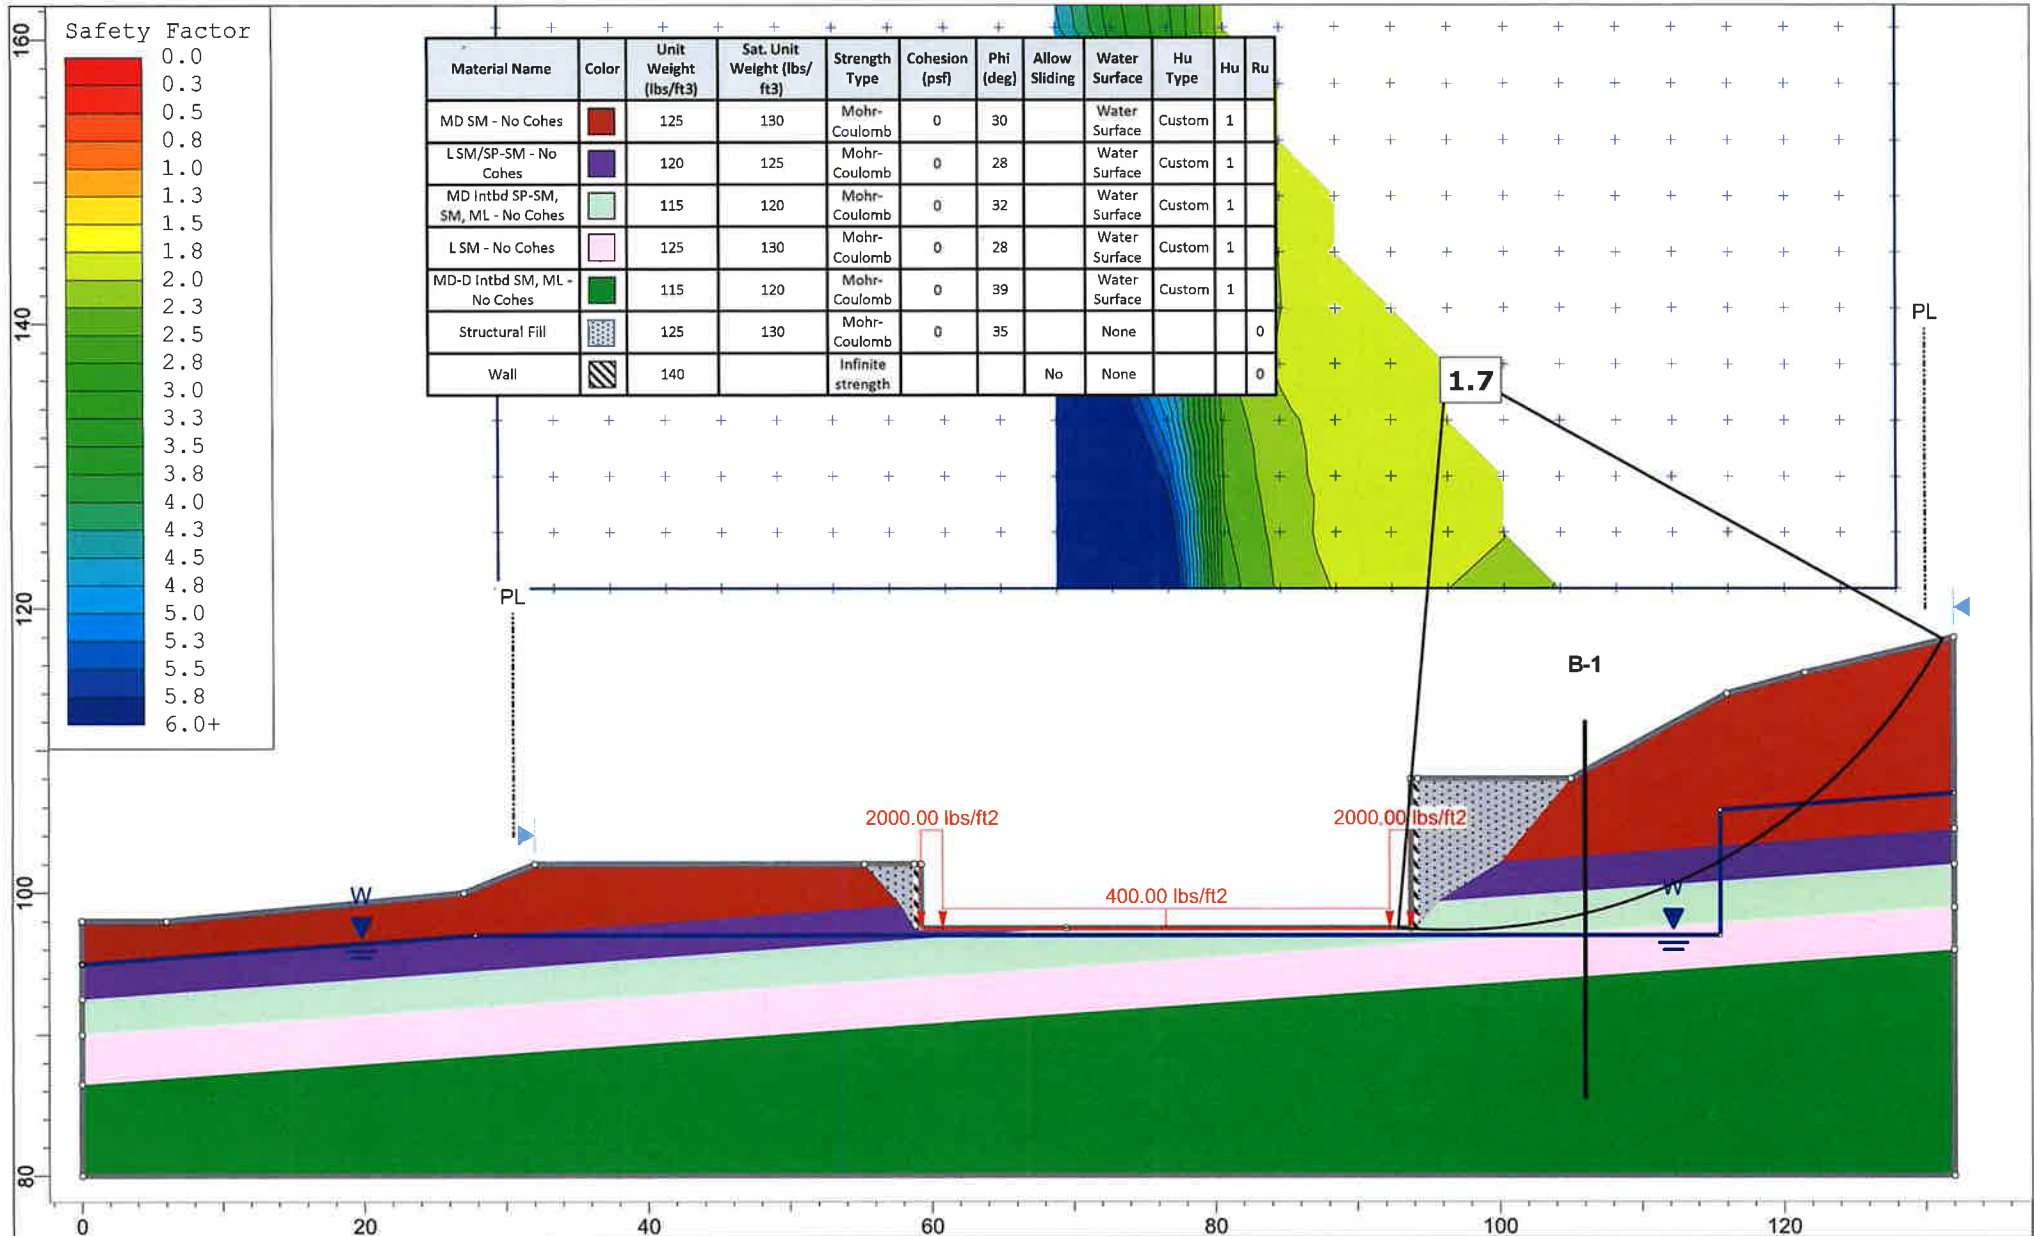 Safety Factor
0.0
0.3
0.5
0.8
1.0
1.3
1.5
1.8
2.0
2.3
2.5
2.8
3.0
3.3
3.5
3.8
4.0
4.3
4.5
4.8
5.0
5.3
5.5
5.8
6.0+
Material Name Color Unit Weight (lbs/ft3) Sat. Unit Weight (lbs/ft3) Strength Type Cohesion (psf) Phi (deg) Allow Sliding Water Surface Hu Type Hu Ru
MD SM - No Cohes 125 130 Mohr-Coulomb 0 30 Water Surface Custom 1
L SM/SP-SM - No Cohes 120 125 Mohr-Coulomb 0 28 Water Surface Custom 1
MD Intbd SP-SM, SM, ML - No Cohes 115 120 Mohr-Coulomb 0 32 Water Surface Custom 1
L SM - No Cohes 125 130 Mohr-Coulomb 0 28 Water Surface Custom 1
MD-D Intbd SM, ML - No Cohes 115 120 Mohr-Coulomb 0 39 Water Surface Custom 1
Structural Fill 125 130 Mohr-Coulomb 0 35 None 0
Wall 140 Infinite strength No None 0
PL
1.7
PL
B-1
2000.00 lbs/ft2
2000.00 lbs/ft2
400.00 lbs/ft2
W
W
160
140
120
100
80
0 20 40 60 80 100 120